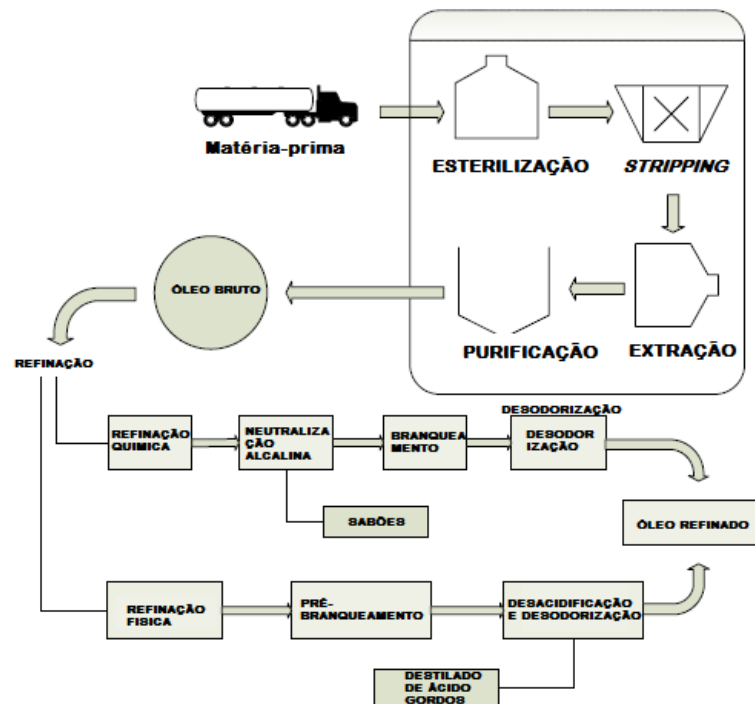 Matéria-prima
ESTERILIZAÇÃO
STRIPPING
ÓLEO BRUTO
PURIFICAÇÃO
EXTRAÇÃO
REFINAÇÃO
REFINAÇÃO
QUIMICA
NEUTRALIZA
ÇÃO
ALCALINA
BRANQUEA
MENTO
DESODORIZAÇÃO
DESODOR
IZAÇÃO
SABÕES
ÓLEO REFINADO
REFINAÇÃO
FISICA
PRÉ-
BRANQUEAMENTO
DESACIDIFICAÇÃO
E DESODORIZAÇÃO
DESTILADO
DE ÁCIDO
GORDOS